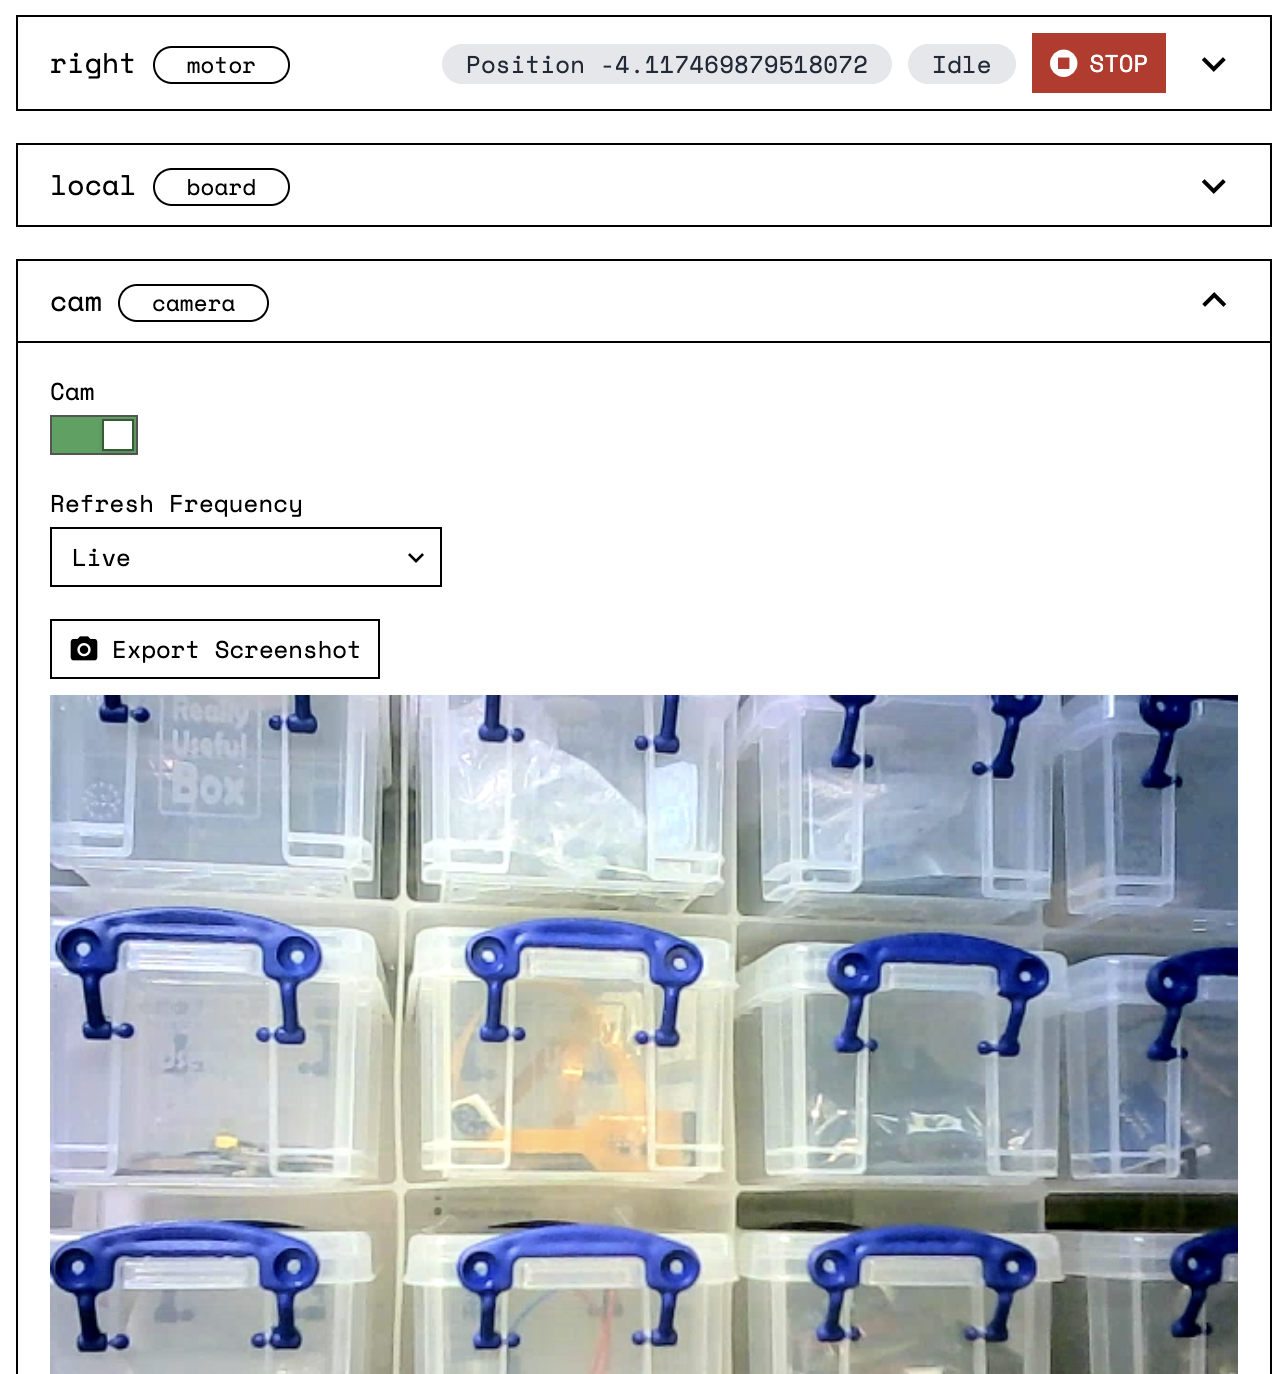 right motor Position -4.117469879518072 Idle STOP
local board
cam camera
Cam
Refresh Frequency
Live
Export Screenshot
Really
Useful
Box